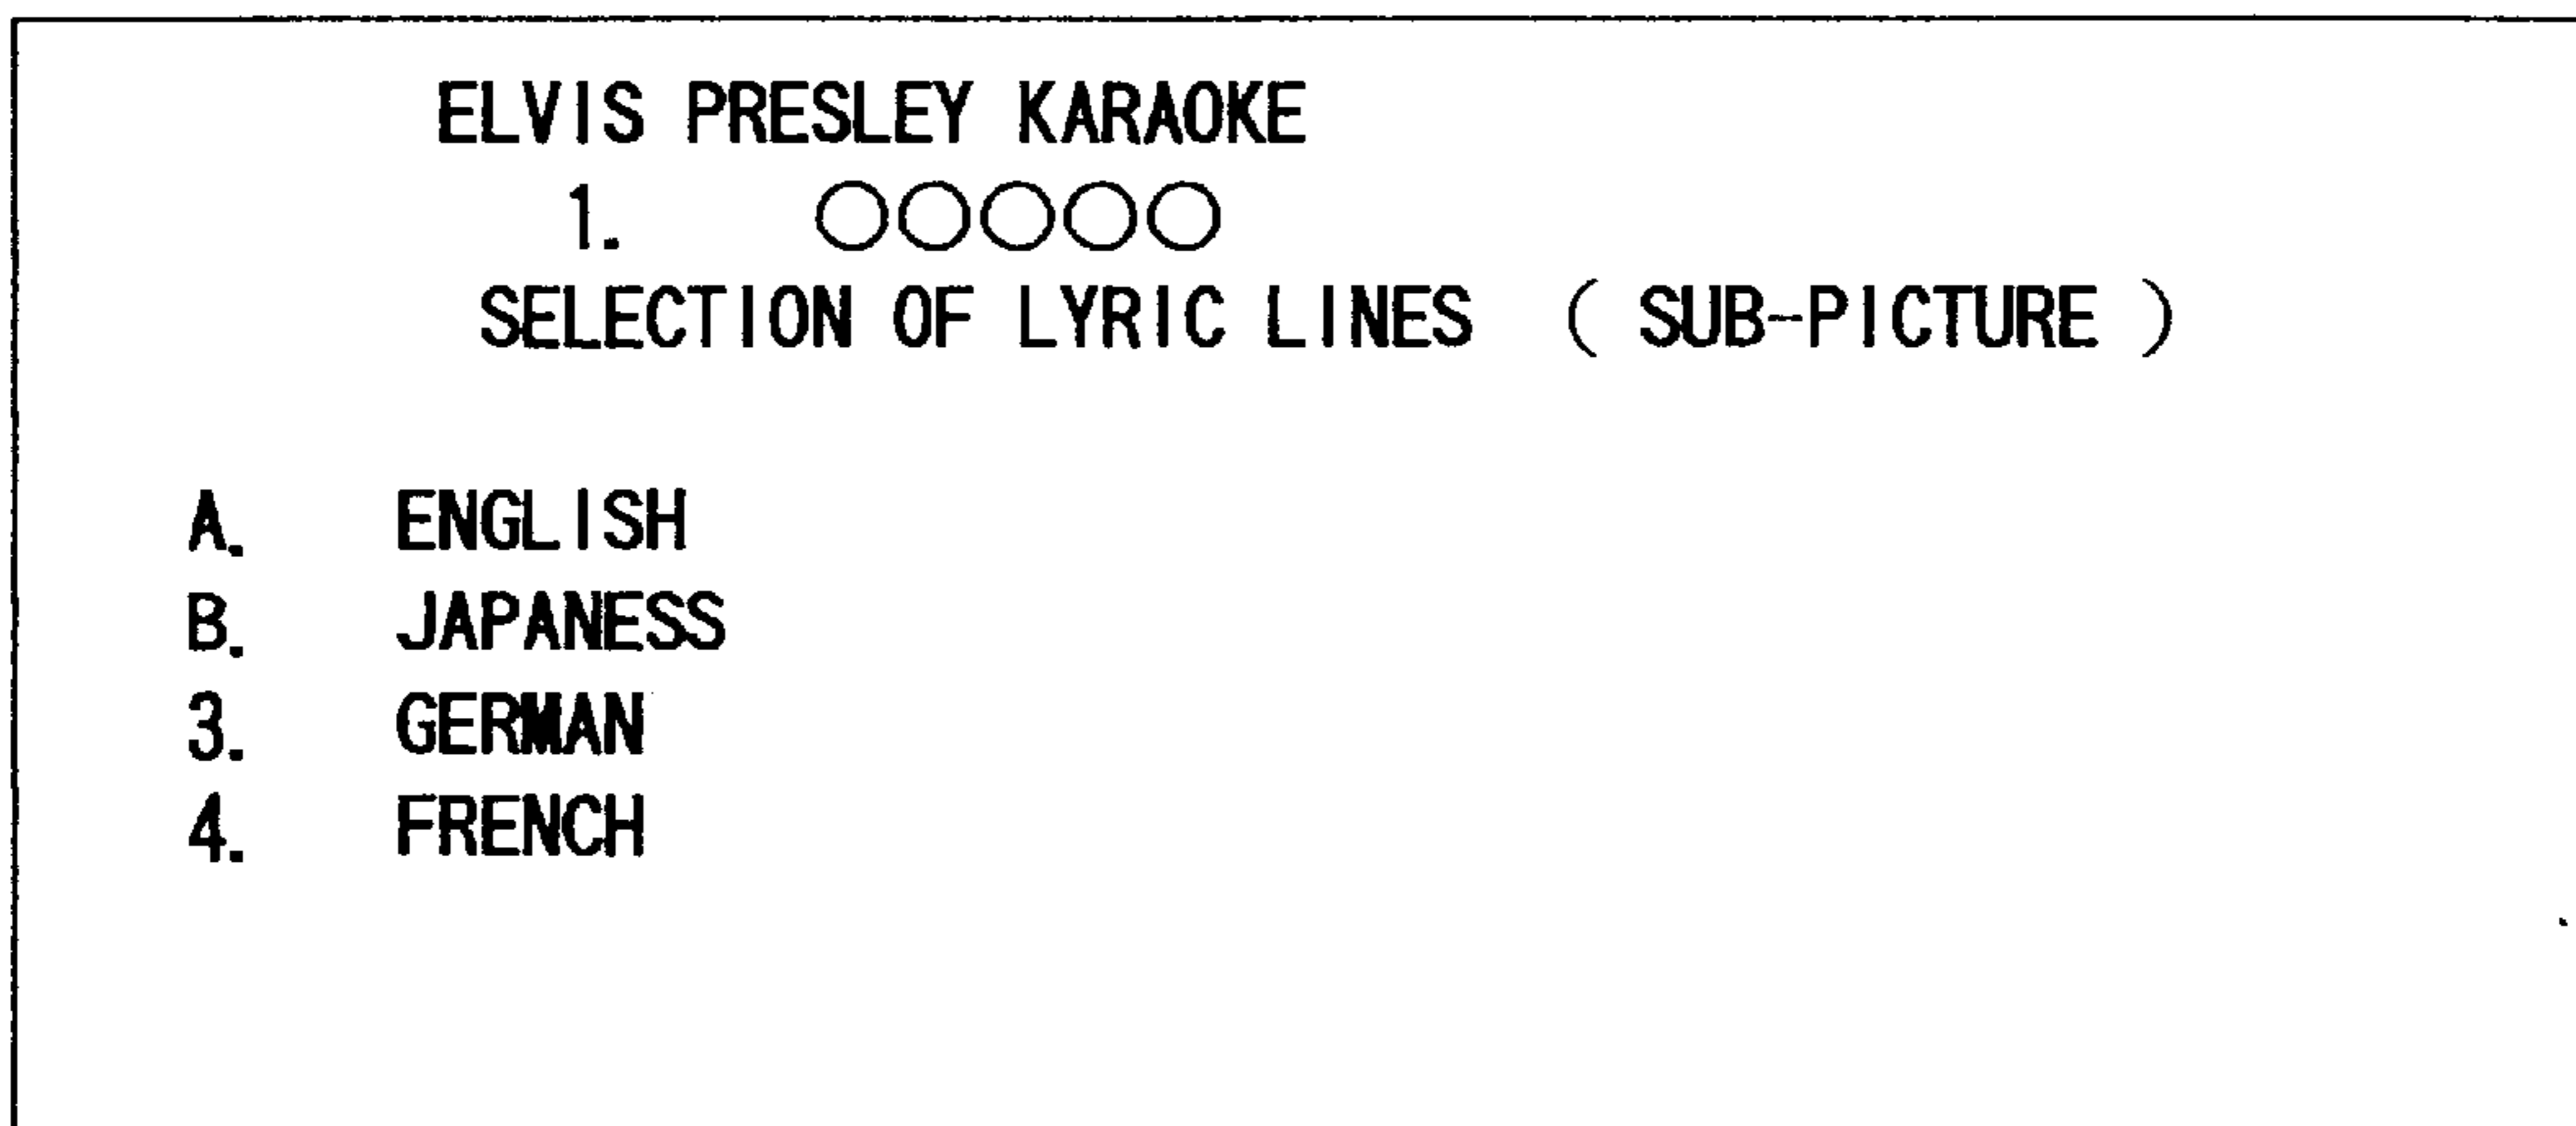 ELVIS PRESLEY KARAOKE
1. ○○○○○
SELECTION OF LYRIC LINES ( SUB-PICTURE )
A. ENGLISH
B. JAPANESS
3. GERMAN
4. FRENCH